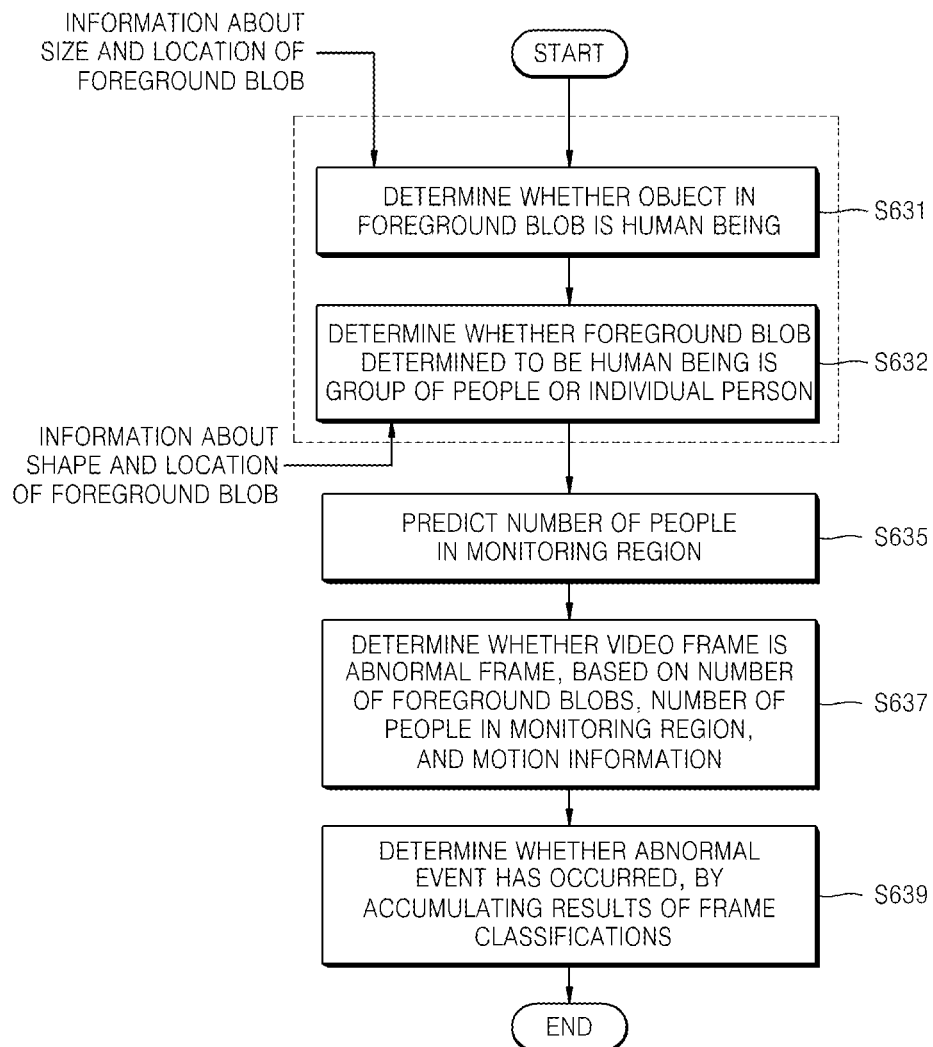 INFORMATION ABOUT
SIZE AND LOCATION OF
FOREGROUND BLOB
START
DETERMINE WHETHER OBJECT IN
FOREGROUND BLOB IS HUMAN BEING
S631
DETERMINE WHETHER FOREGROUND BLOB
DETERMINED TO BE HUMAN BEING IS
GROUP OF PEOPLE OR INDIVIDUAL PERSON
S632
INFORMATION ABOUT
SHAPE AND LOCATION
OF FOREGROUND BLOB
PREDICT NUMBER OF PEOPLE
IN MONITORING REGION
S635
DETERMINE WHETHER VIDEO FRAME IS
ABNORMAL FRAME, BASED ON NUMBER
OF FOREGROUND BLOBS, NUMBER OF
PEOPLE IN MONITORING REGION,
AND MOTION INFORMATION
S637
DETERMINE WHETHER ABNORMAL
EVENT HAS OCCURRED, BY
ACCUMULATING RESULTS OF FRAME
CLASSIFICATIONS
S639
END